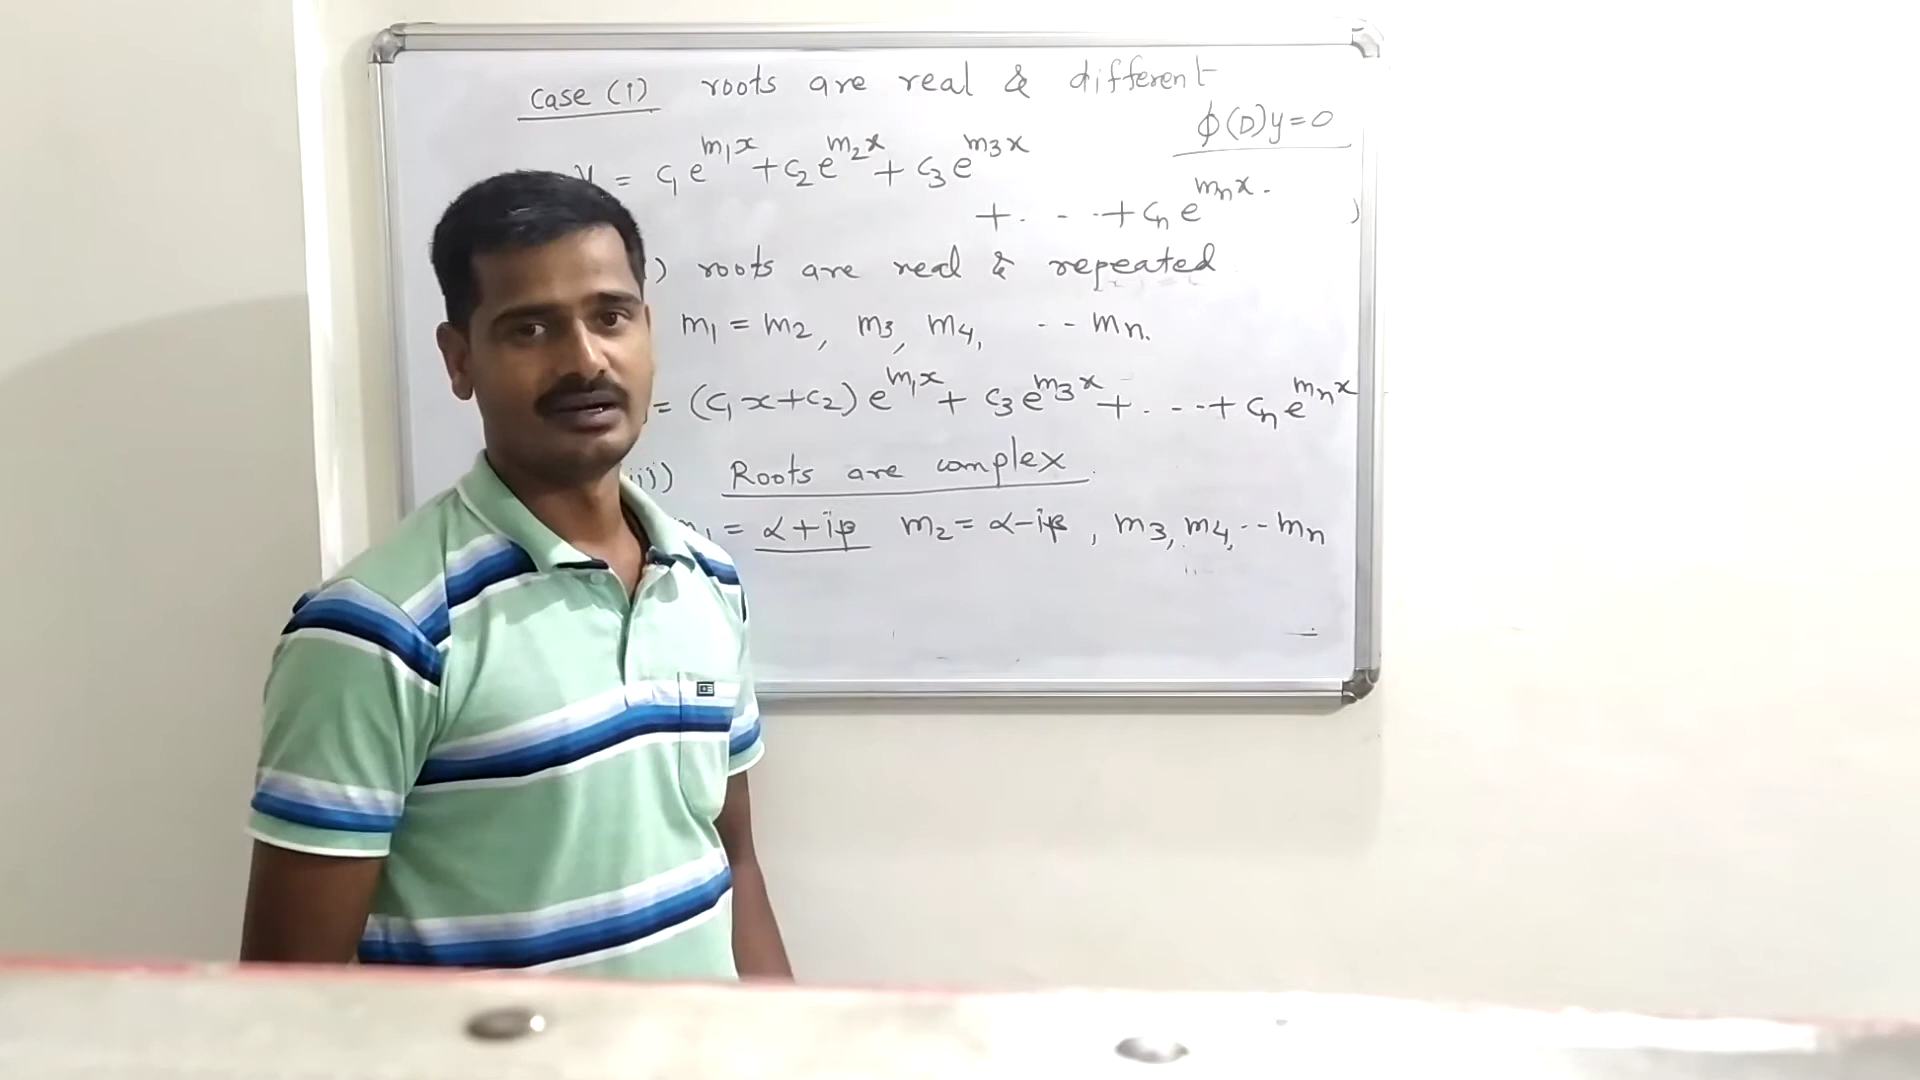 Case (i) roots are real & different
ϕ(D)y=0
y = c₁e^{m₁x} + c₂e^{m₂x} + c₃e^{m₃x}
+ . - - + cₙe^{mₙx}.
) roots are real & repeated
m₁ = m₂, m₃, m₄, -- mₙ.
= (c₁x+c₂)e^{m₁x} + c₃e^{m₃x} + . - - + cₙe^{mₙx}
iii) Roots are complex
m₁ = α+iβ m₂ = α-iβ, m₃, m₄, -- mₙ